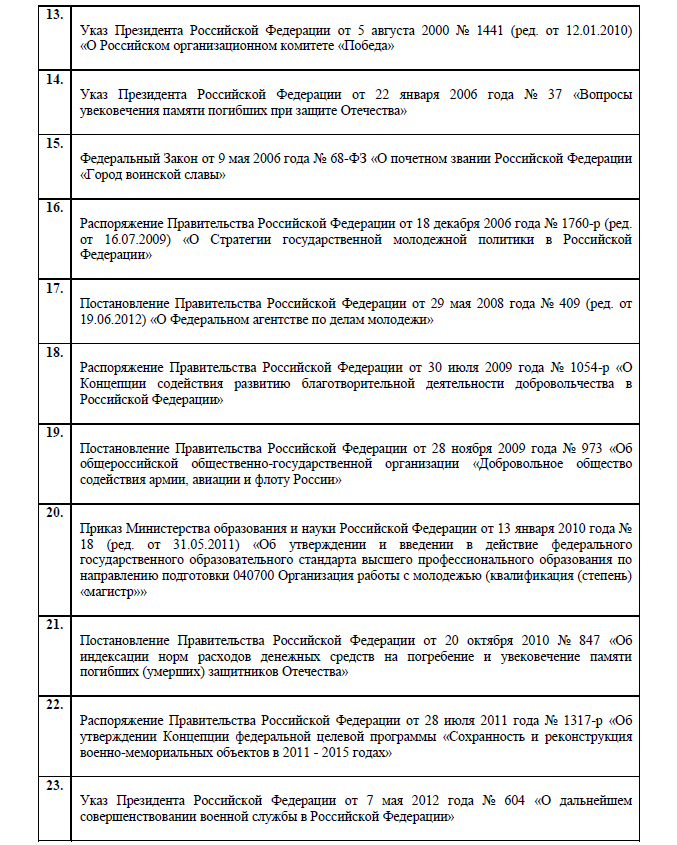 13.
Указ Президента Российской Федерации от 5 августа 2000 № 1441 (ред. от 12.01.2010)
«О Российском организационном комитете «Победа»
14.
Указ Президента Российской Федерации от 22 января 2006 года № 37 «Вопросы
увековечения памяти погибших при защите Отечества»
15.
Федеральный Закон от 9 мая 2006 года № 68-ФЗ «О почетном звании Российской Федерации
«Город воинской славы»
16.
Распоряжение Правительства Российской Федерации от 18 декабря 2006 года № 1760-р (ред.
от 16.07.2009) «О Стратегии государственной молодежной политики в Российской
Федерации»
17.
Постановление Правительства Российской Федерации от 29 мая 2008 года № 409 (ред. от
19.06.2012) «О Федеральном агентстве по делам молодежи»
18.
Распоряжение Правительства Российской Федерации от 30 июля 2009 года № 1054-р «О
Концепции содействия развитию благотворительной деятельности добровольчества в
Российской Федерации»
19.
Постановление Правительства Российской Федерации от 28 ноября 2009 года № 973 «Об
общероссийской общественно-государственной организации «Добровольное общество
содействия армии, авиации и флоту России»
20.
Приказ Министерства образования и науки Российской Федерации от 13 января 2010 года №
18 (ред. от 31.05.2011) «Об утверждении и введении в действие федерального
государственного образовательного стандарта высшего профессионального образования по
направлению подготовки 040700 Организация работы с молодежью (квалификация (степень)
«магистр»»
21.
Постановление Правительства Российской Федерации от 20 октября 2010 № 847 «Об
индексации норм расходов денежных средств на погребение и увековечение памяти
погибших (умерших) защитников Отечества»
22.
Распоряжение Правительства Российской Федерации от 28 июля 2011 года № 1317-р «Об
утверждении Концепции федеральной целевой программы «Сохранность и реконструкция
военно-мемориальных объектов в 2011 - 2015 годах»
23.
Указ Президента Российской Федерации от 7 мая 2012 года № 604 «О дальнейшем
совершенствовании военной службы в Российской Федерации»